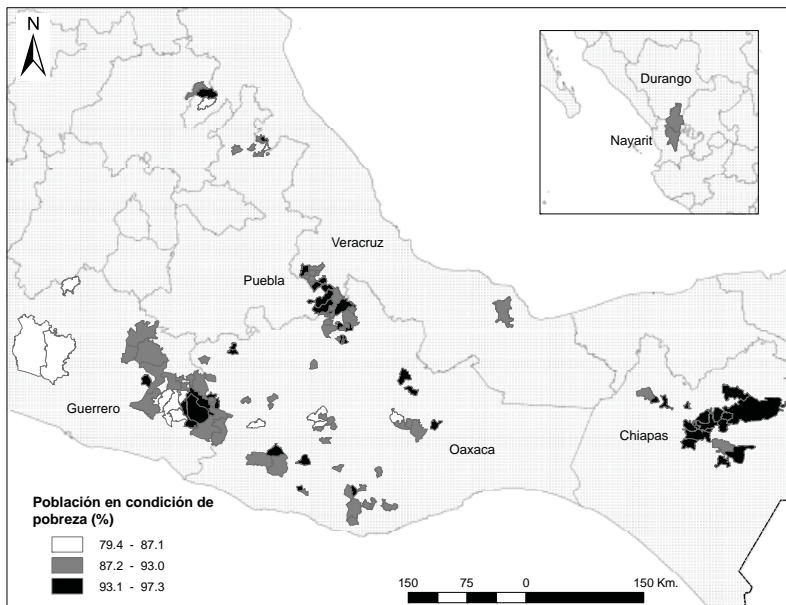 N
Durango
Nayarit
Veracruz
Puebla
Guerrero
Oaxaca
Chiapas
Población en condición de
pobreza (%)
79.4 - 87.1
87.2 - 93.0
93.1 - 97.3
150 75 0 150 Km.